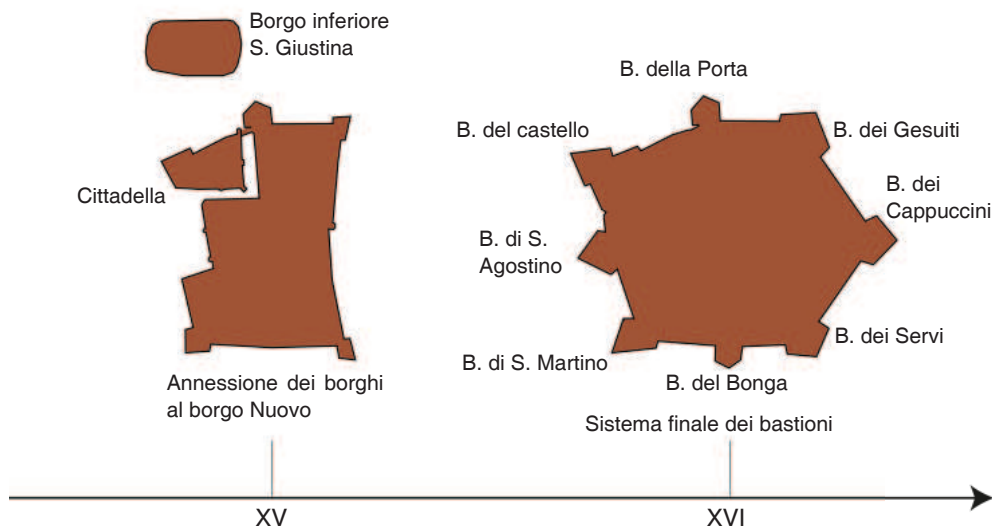 Borgo inferiore
S. Giustina
Cittadella
Annessione dei borghi
al borgo Nuovo
B. della Porta
B. del castello
B. dei Gesuiti
B. dei
Cappuccini
B. di S.
Agostino
B. dei Servi
B. di S. Martino
B. del Bonga
Sistema finale dei bastioni
XV
XVI